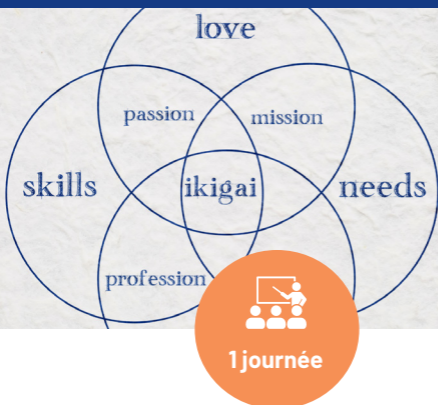 love
passion
mission
skills
ikigai
needs
profession
1 journée